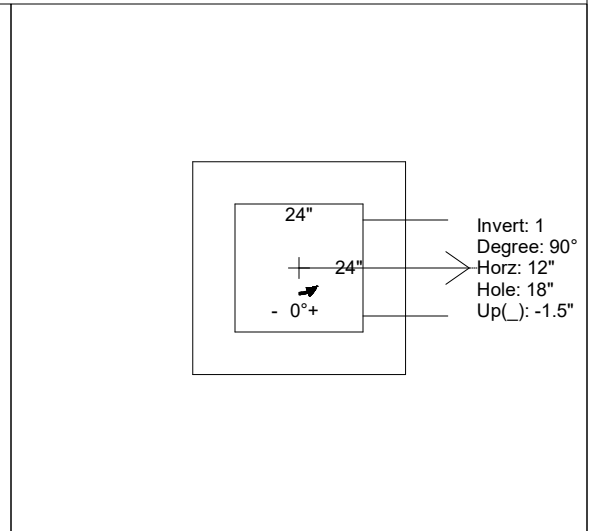 24"
24"
- 0°+
Invert: 1
Degree: 90°
Horz: 12"
Hole: 18"
Up(_): -1.5"